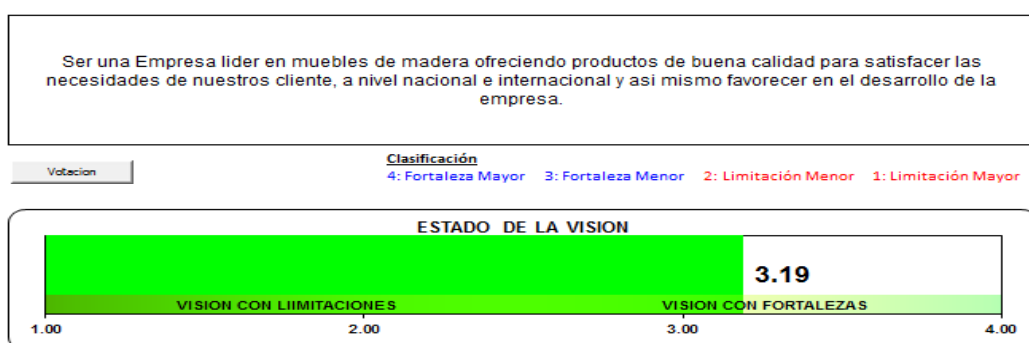 Ser una Empresa lider en muebles de madera ofreciendo productos de buena calidad para satisfacer las
necesidades de nuestros cliente, a nivel nacional e internacional y asi mismo favorecer en el desarrollo de la
empresa.
Votacion
Clasificación
4: Fortaleza Mayor 3: Fortaleza Menor 2: Limitación Menor 1: Limitación Mayor
ESTADO DE LA VISION
3.19
VISION CON LIIMITACIONES VISION CON FORTALEZAS
1.00 2.00 3.00 4.00